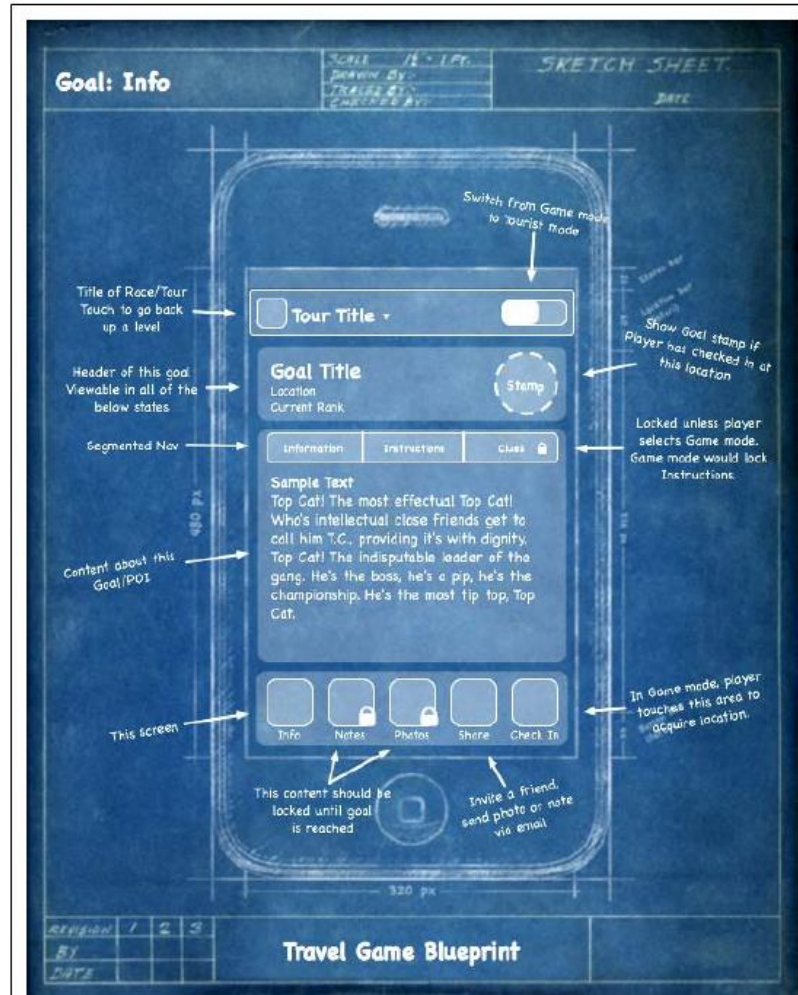 Goal: Info
SCALE 1½" = 1 FT.
DRAWN BY:-
TRACED BY:-
CHECKED BY:-
SKETCH SHEET.
DATE
Switch from Game mode
to Tourist mode
Status bar
Title of Race/Tour
Touch to go back
up a level
Tour Title
Show Goal stamp if
Player has checked in at
this location
Header of this goal
Viewable in all of the
below states
Goal Title
Location
Current Rank
Stamp
Segmented Nav
Information
Instructions
Clues
Locked unless player
selects Game mode.
Game mode would lock
Instructions.
480 px
Content about this
Goal/POI
Sample Text
Top Cat! The most effectual Top Cat!
Who's intellectual close friends get to
call him T.C., providing it's with dignity.
Top Cat! The indisputable leader of the
gang. He's the boss, he's a pip, he's the
championship. He's the most tip top, Top
Cat.
This screen
Info
Notes
Photos
Share
Check In
In Game mode, player
touches this area to
acquire location.
This content should be
locked until goal
is reached
Invite a friend,
send photo or note
via email
320 px
REVISION 1 2 3
BY
DATE
Travel Game Blueprint